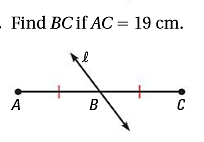 . Find BC if AC = 19 cm.
ℓ
A B C